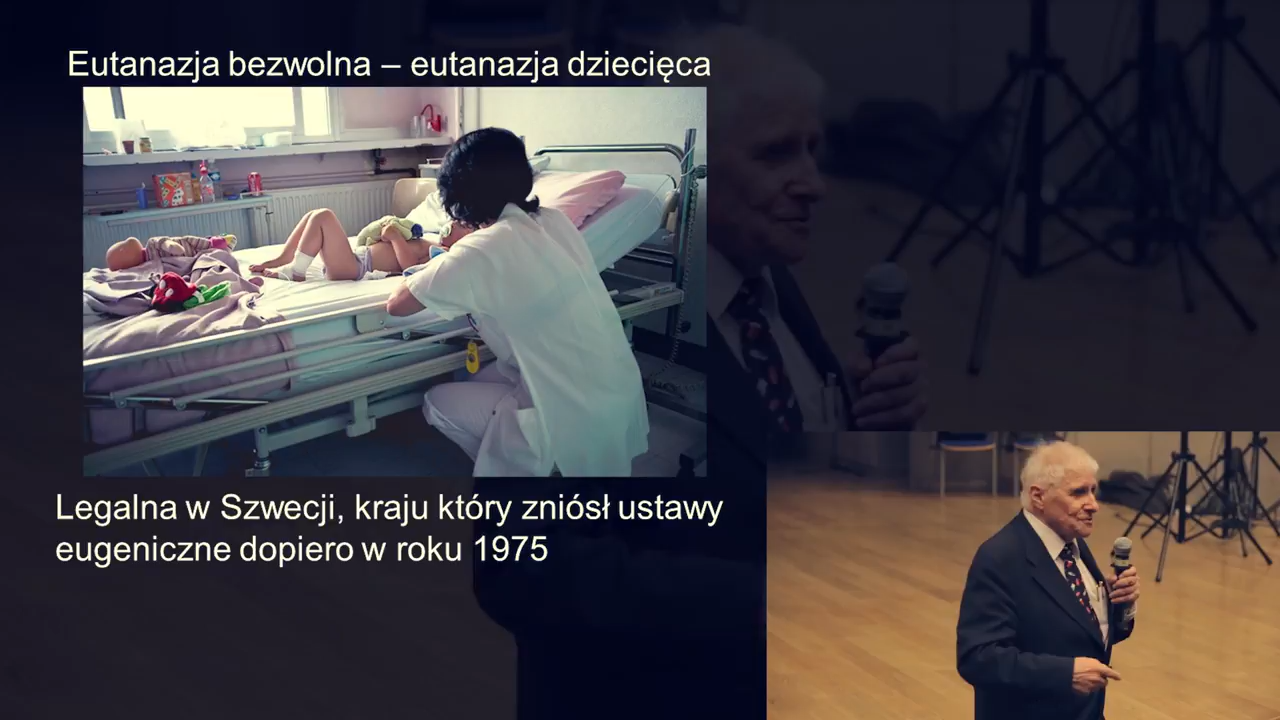 Eutanazja bezwolna – eutanazja dziecięca
Legalna w Szwecji, kraju który zniósł ustawy
eugeniczne dopiero w roku 1975